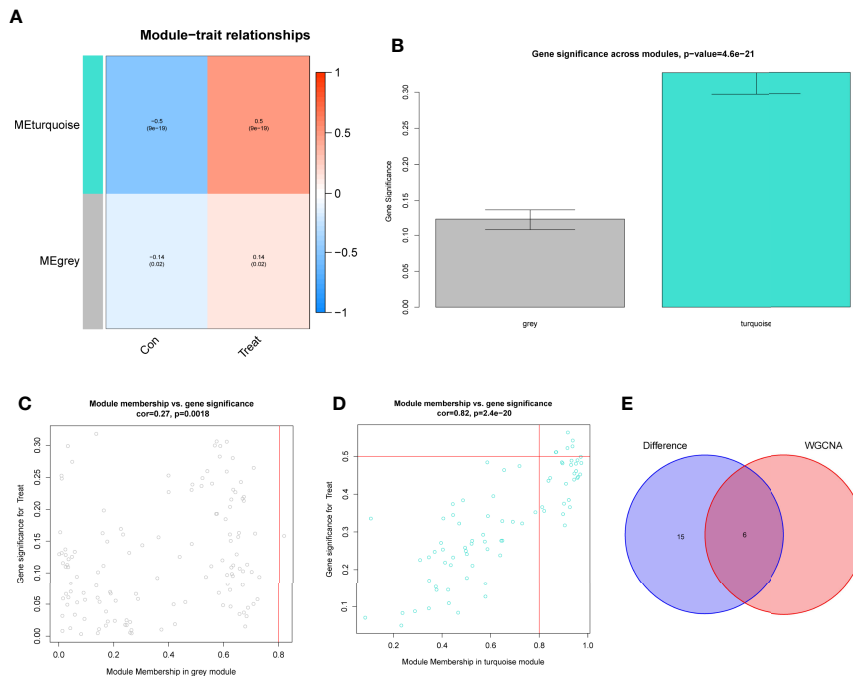 A
Module−trait relationships
MEturquoise
MEgrey
−0.5
(9e−19)
0.5
(9e−19)
−0.14
(0.02)
0.14
(0.02)
Con
Treat
1
0.5
0
−0.5
−1
B
Gene significance across modules, p−value=4.6e−21
Gene Significance
0.00
0.05
0.10
0.15
0.20
0.25
0.30
grey
turquoise
C
Module membership vs. gene significance
cor=0.27, p=0.0018
Gene significance for Treat
0.00
0.05
0.10
0.15
0.20
0.25
0.30
0.0
0.2
0.4
0.6
0.8
Module Membership in grey module
D
Module membership vs. gene significance
cor=0.82, p=2.4e−20
Gene significance for Treat
0.1
0.2
0.3
0.4
0.5
0.2
0.4
0.6
0.8
1.0
Module Membership in turquoise module
E
Difference
WGCNA
15
6